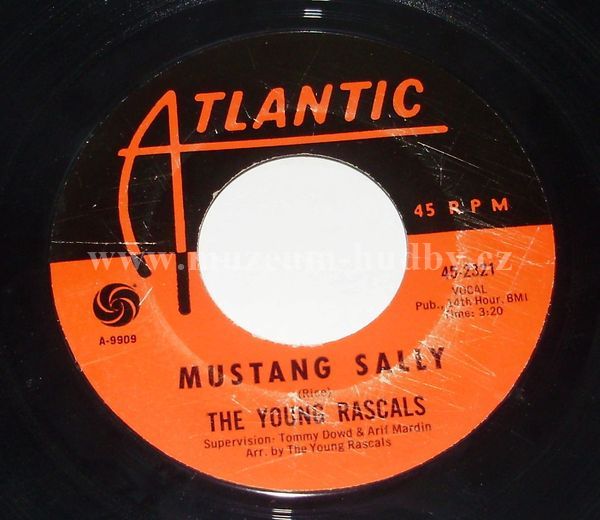 ATLANTIC
45 RPM
www.muzeum-hudby.cz
45-2321
VOCAL
Pub., 14th Hour, BMI
Time: 3:20
A-9909
MUSTANG SALLY
(Rice)
THE YOUNG RASCALS
Supervision: Tommy Dowd & Arif Mardin
Arr. by The Young Rascals